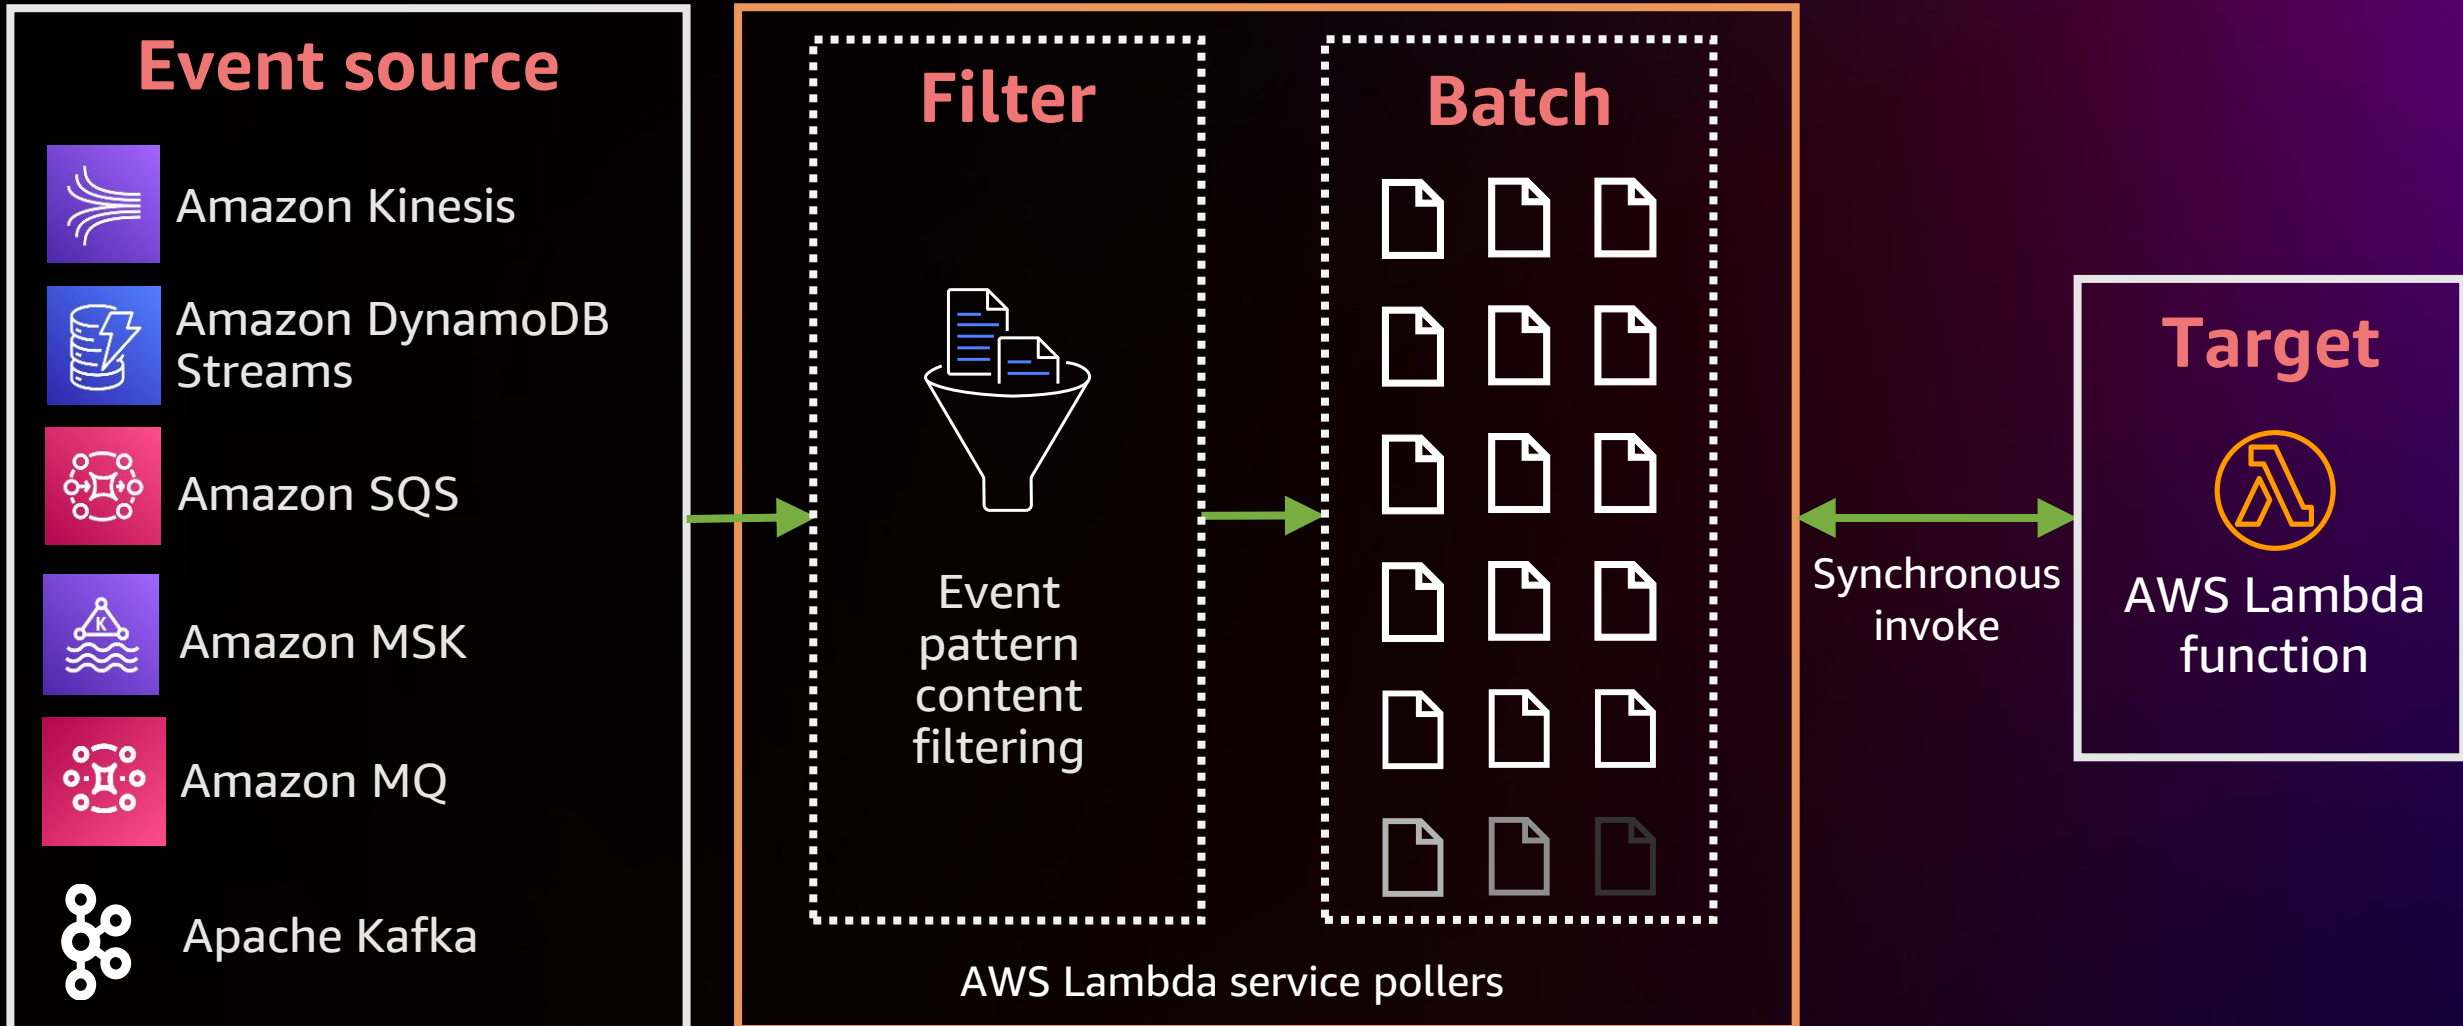 Event source
Amazon Kinesis
Amazon DynamoDB
Streams
Amazon SQS
K
Amazon MSK
Amazon MQ
Apache Kafka
Filter
Event
pattern
content
filtering
Batch
AWS Lambda service pollers
Synchronous
invoke
Target
AWS Lambda
function